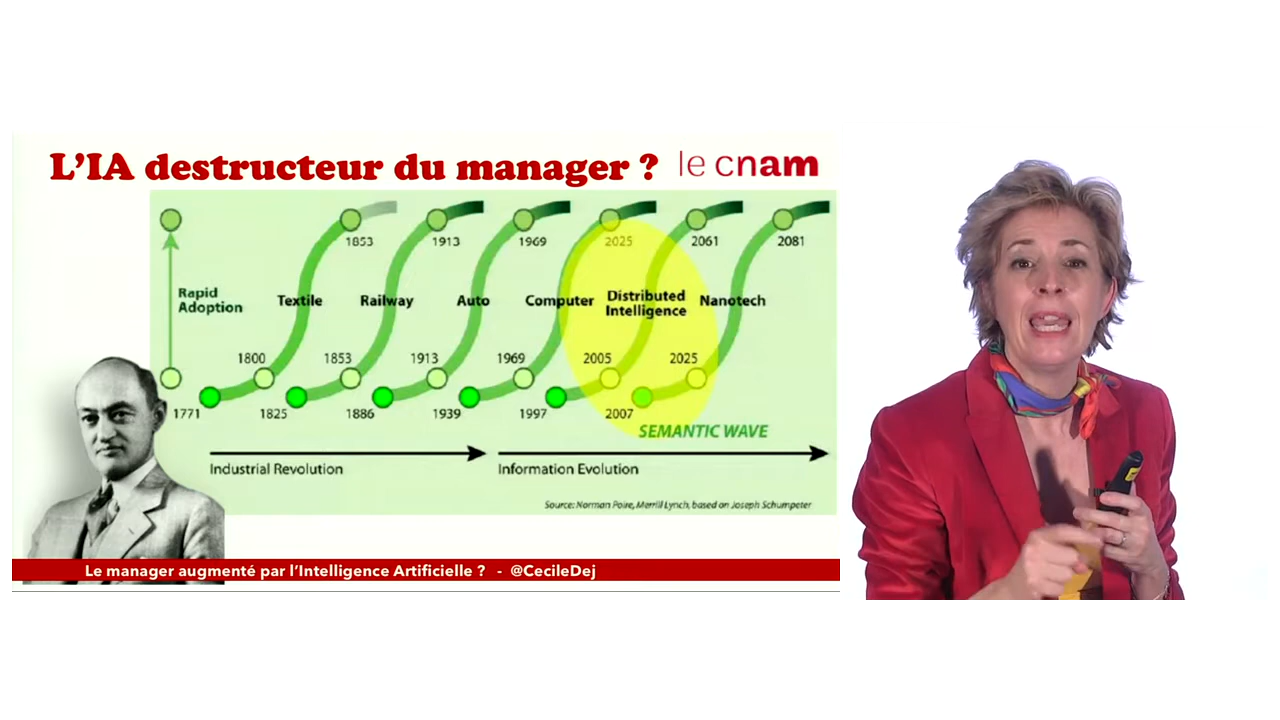 L'IA destructeur du manager ?
le cnam
1853 1913 1969 2025 2061 2081
Rapid
Adoption
Textile Railway Auto Computer Distributed
Intelligence
Nanotech
1800 1853 1913 1969 2005 2025
1771 1825 1886 1939 1997 2007
SEMANTIC WAVE
Industrial Revolution
Information Evolution
Source: Norman Poire, Merrill Lynch, based on Joseph Schumpeter
Le manager augmenté par l'Intelligence Artificielle ? - @CecileDej